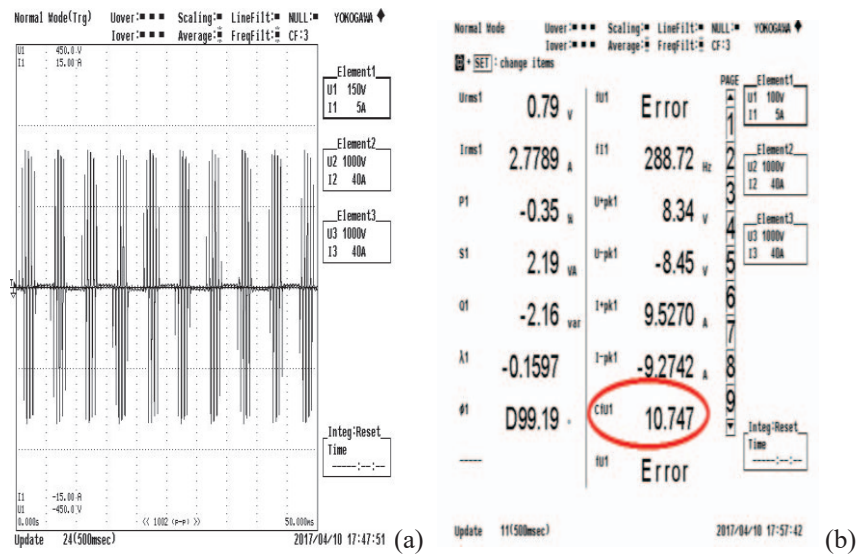 Normal Mode(Trg) Uover: Scaling: LineFilt: NULL: YOKOGAWA
Iover: Average: FreqFilt: CF:3
U1 450.0 V
I1 15.00 A
Element1
U1 150V
I1 5A
Element2
U2 1000V
I2 40A
Element3
U3 1000V
I3 40A
Integ:Reset
Time
-----:--:--
I1 -15.00 A
U1 -450.0 V
0.000s << 1002 (p-p) >> 50.000ms
Update 24(500msec) 2017/04/10 17:47:51
(a)
Normal Mode Uover: Scaling: LineFilt: NULL: YOKOGAWA
Iover: Average: FreqFilt: CF:3
+ SET : change items
PAGE
Urms1 0.79 V
fU1 Error
Irms1 2.7789 A
fI1 288.72 Hz
P1 -0.35 W
U+pk1 8.34 V
S1 2.19 VA
U-pk1 -8.45 V
Q1 -2.16 var
I+pk1 9.5270 A
λ1 -0.1597
I-pk1 -9.2742 A
ϕ1 D99.19 °
CfU1 10.747
-----
fU1 Error
1
2
3
4
5
6
7
8
9
Element1
U1 100V
I1 5A
Element2
U2 1000V
I2 40A
Element3
U3 1000V
I3 40A
Integ:Reset
Time
-----:--:--
Update 11(500msec) 2017/04/10 17:57:42
(b)